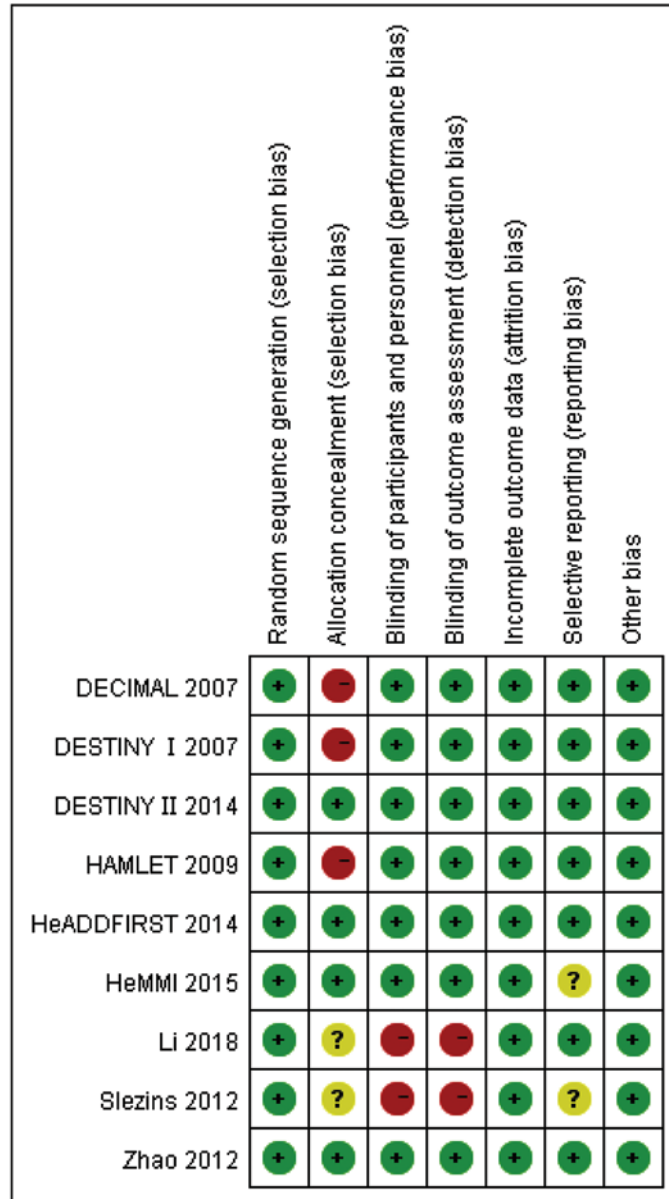 Random sequence generation (selection bias)
Allocation concealment (selection bias)
Blinding of participants and personnel (performance bias)
Blinding of outcome assessment (detection bias)
Incomplete outcome data (attrition bias)
Selective reporting (reporting bias)
Other bias
DECIMAL 2007 + - + + + + +
DESTINY I 2007 + - + + + + +
DESTINY II 2014 + + + + + + +
HAMLET 2009 + - + + + + +
HeADDFIRST 2014 + + + + + + +
HeMMI 2015 + + + + + ? +
Li 2018 + ? - - + + +
Slezins 2012 + ? - - + ? +
Zhao 2012 + + + + + + +